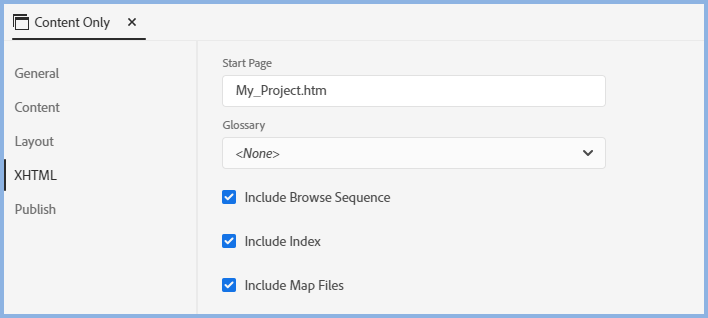 Content Only
General
Content
Layout
XHTML
Publish
Start Page
My_Project.htm
Glossary
<None>
Include Browse Sequence
Include Index
Include Map Files